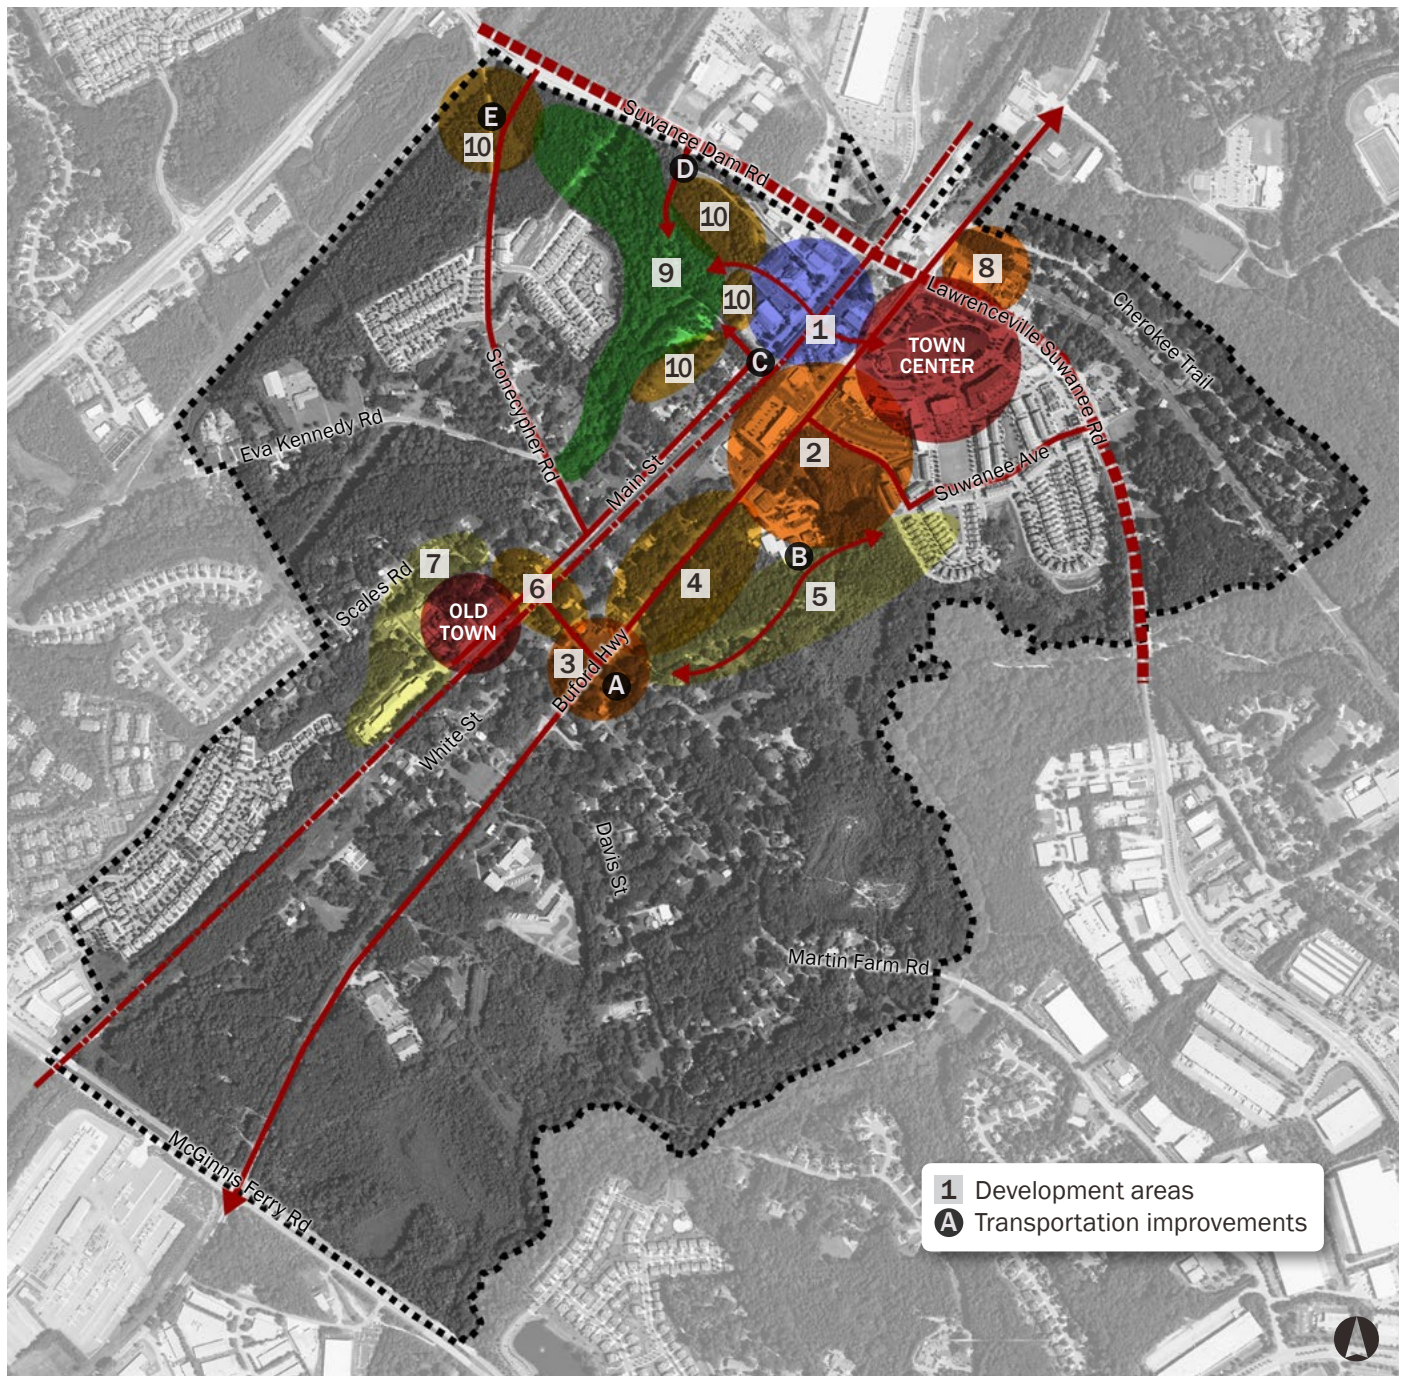 E
10
Suwanee Dam Rd
D
10
9
10
1
8
Lawrenceville Suwanee Rd
Cherokee Trail
TOWN
CENTER
C
10
Stonecypher Rd
Eva Kennedy Rd
Main St
2
Suwanee Ave
B
7
Scales Rd
6
4
5
OLD
TOWN
3
Buford Hwy
A
White St
Davis St
Martin Farm Rd
McGinnis Ferry Rd
1 Development areas
A Transportation improvements